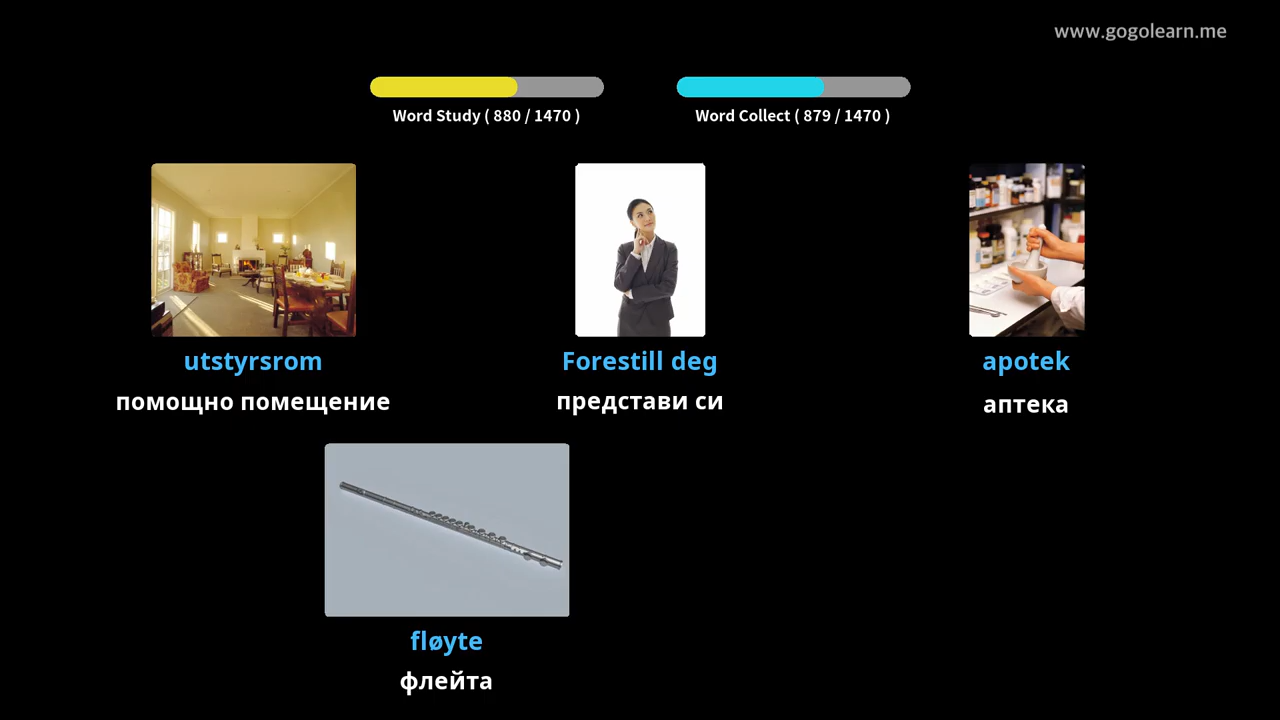 www.gogolearn.me
Word Study ( 880 / 1470 )
Word Collect ( 879 / 1470 )
utstyrsrom
помощно помещение
Forestill deg
представи си
apotek
аптека
fløyte
флейта